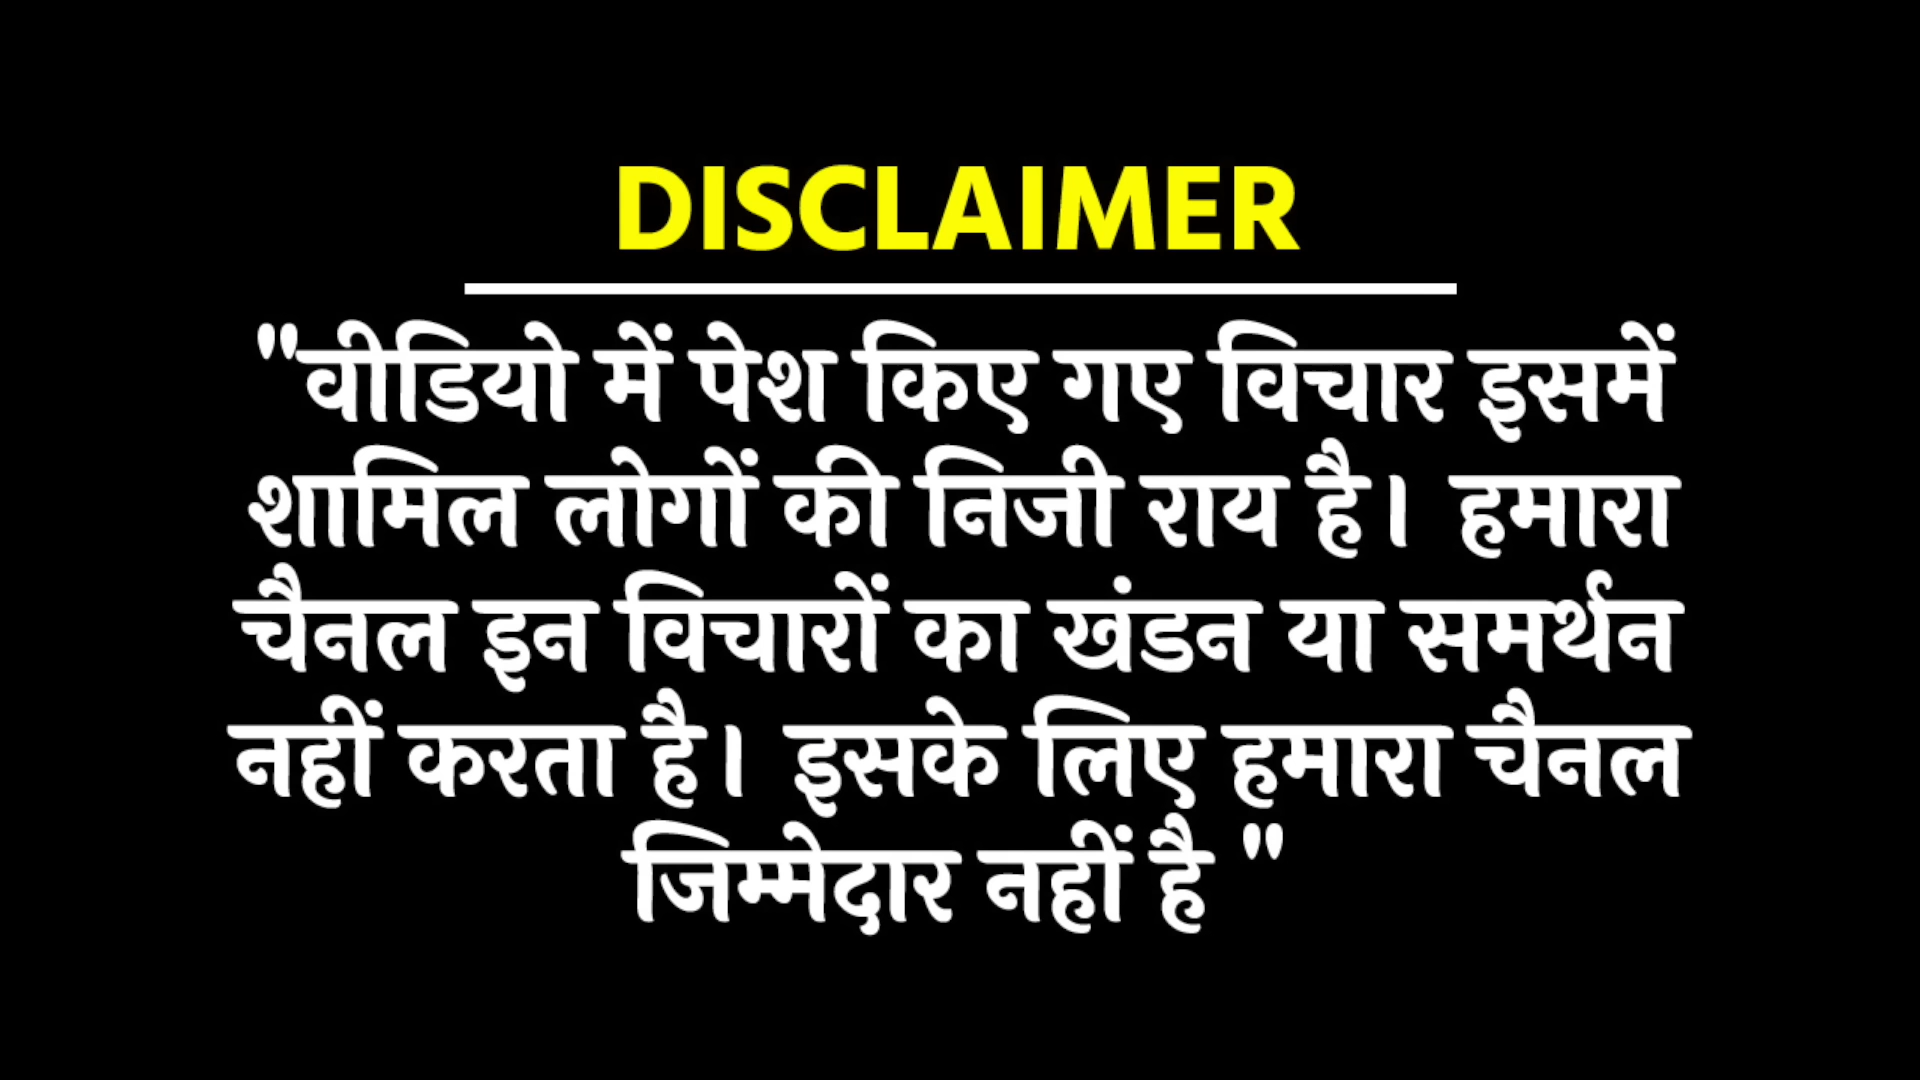 DISCLAIMER
"वीडियो में पेश किए गए विचार इसमें
शामिल लोगों की निजी राय है। हमारा
चैनल इन विचारों का खंडन या समर्थन
नहीं करता है। इसके लिए हमारा चैनल
जिम्मेदार नहीं है "